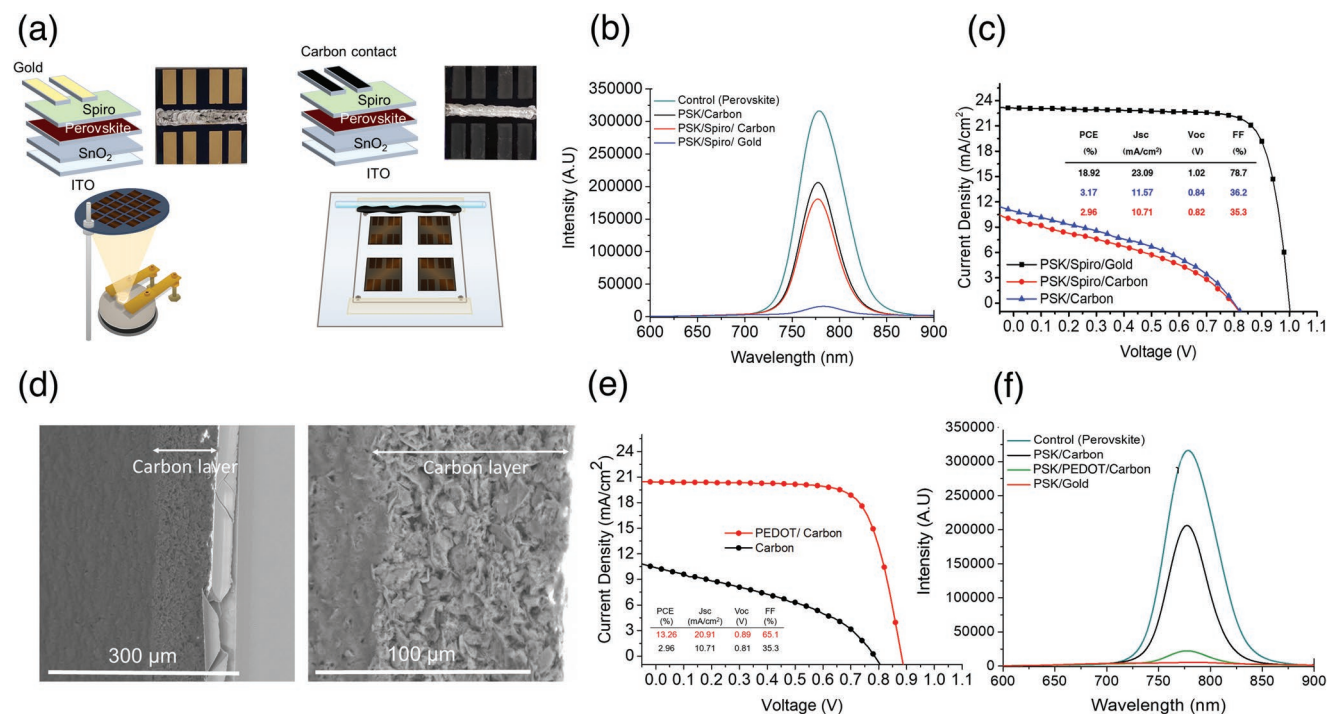 (a)
Gold
Spiro
Perovskite
SnO2
ITO
Carbon contact
Spiro
Perovskite
SnO2
ITO
(b)
350000
300000
250000
200000
150000
100000
50000
0
Intensity (A.U)
Control (Perovskite)
PSK/Carbon
PSK/Spiro/ Carbon
PSK/Spiro/ Gold
600 650 700 750 800 850 900
Wavelength (nm)
(c)
24
21
18
15
12
9
6
3
0
Current Density (mA/cm2)
PCE Jsc Voc FF
(%) (mA/cm2) (V) (%)
18.92 23.09 1.02 78.7
3.17 11.57 0.84 36.2
2.96 10.71 0.82 35.3
PSK/Spiro/Gold
PSK/Spiro/Carbon
PSK/Carbon
0.0 0.1 0.2 0.3 0.4 0.5 0.6 0.7 0.8 0.9 1.0 1.1
Voltage (V)
(d)
Carbon layer
300 µm
Carbon layer
100 µm
(e)
24
21
18
15
12
9
6
3
0
Current Density (mA/cm2)
PEDOT/ Carbon
Carbon
PCE Jsc Voc FF
(%) (mA/cm2) (V) (%)
13.26 20.91 0.89 65.1
2.96 10.71 0.81 35.3
0.0 0.1 0.2 0.3 0.4 0.5 0.6 0.7 0.8 0.9 1.0 1.1
Voltage (V)
(f)
350000
300000
250000
200000
150000
100000
50000
0
Intensity (A.U)
Control (Perovskite)
PSK/Carbon
PSK/PEDOT/Carbon
PSK/Gold
600 650 700 750 800 850 900
Wavelength (nm)